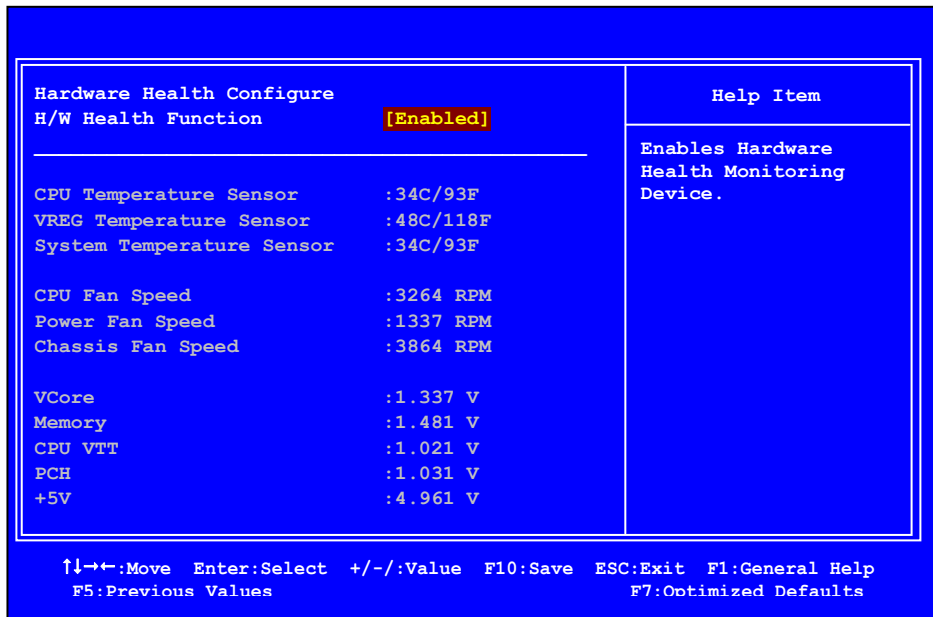 Hardware Health Configure
H/W Health Function [Enabled]
CPU Temperature Sensor :34C/93F
VREG Temperature Sensor :48C/118F
System Temperature Sensor :34C/93F
CPU Fan Speed :3264 RPM
Power Fan Speed :1337 RPM
Chassis Fan Speed :3864 RPM
VCore :1.337 V
Memory :1.481 V
CPU VTT :1.021 V
PCH :1.031 V
+5V :4.961 V
Help Item
Enables Hardware
Health Monitoring
Device.
↑↓→←:Move Enter:Select +/-/:Value F10:Save ESC:Exit F1:General Help
F5:Previous Values F7:Optimized Defaults